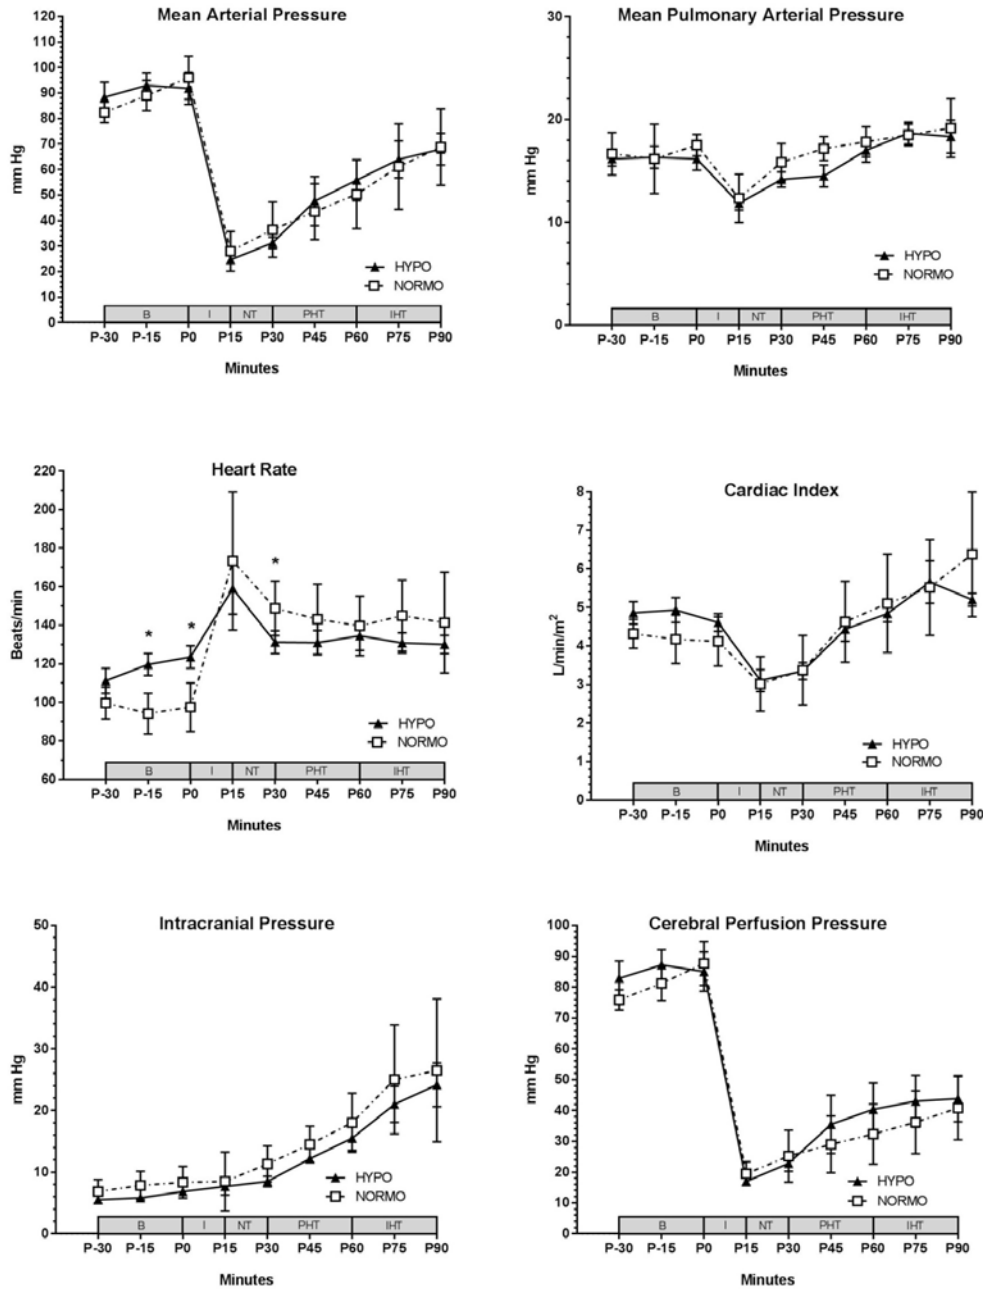 Mean Arterial Pressure
120
110
100
90
80
70
60
50
40
30
20
10
0
mm Hg
HYPO
NORMO
B I NT PHT IHT
P-30 P-15 P0 P15 P30 P45 P60 P75 P90
Minutes
Mean Pulmonary Arterial Pressure
30
20
10
0
mm Hg
HYPO
NORMO
B I NT PHT IHT
P-30 P-15 P0 P15 P30 P45 P60 P75 P90
Minutes
Heart Rate
220
200
180
160
140
120
100
80
60
Beats/min
* * *
HYPO
NORMO
B I NT PHT IHT
P-30 P-15 P0 P15 P30 P45 P60 P75 P90
Minutes
Cardiac Index
8
7
6
5
4
3
2
1
0
L/min/m²
HYPO
NORMO
B I NT PHT IHT
P-30 P-15 P0 P15 P30 P45 P60 P75 P90
Minutes
Intracranial Pressure
50
40
30
20
10
0
mm Hg
HYPO
NORMO
B I NT PHT IHT
P-30 P-15 P0 P15 P30 P45 P60 P75 P90
Minutes
Cerebral Perfusion Pressure
100
90
80
70
60
50
40
30
20
10
0
mm Hg
HYPO
NORMO
B I NT PHT IHT
P-30 P-15 P0 P15 P30 P45 P60 P75 P90
Minutes